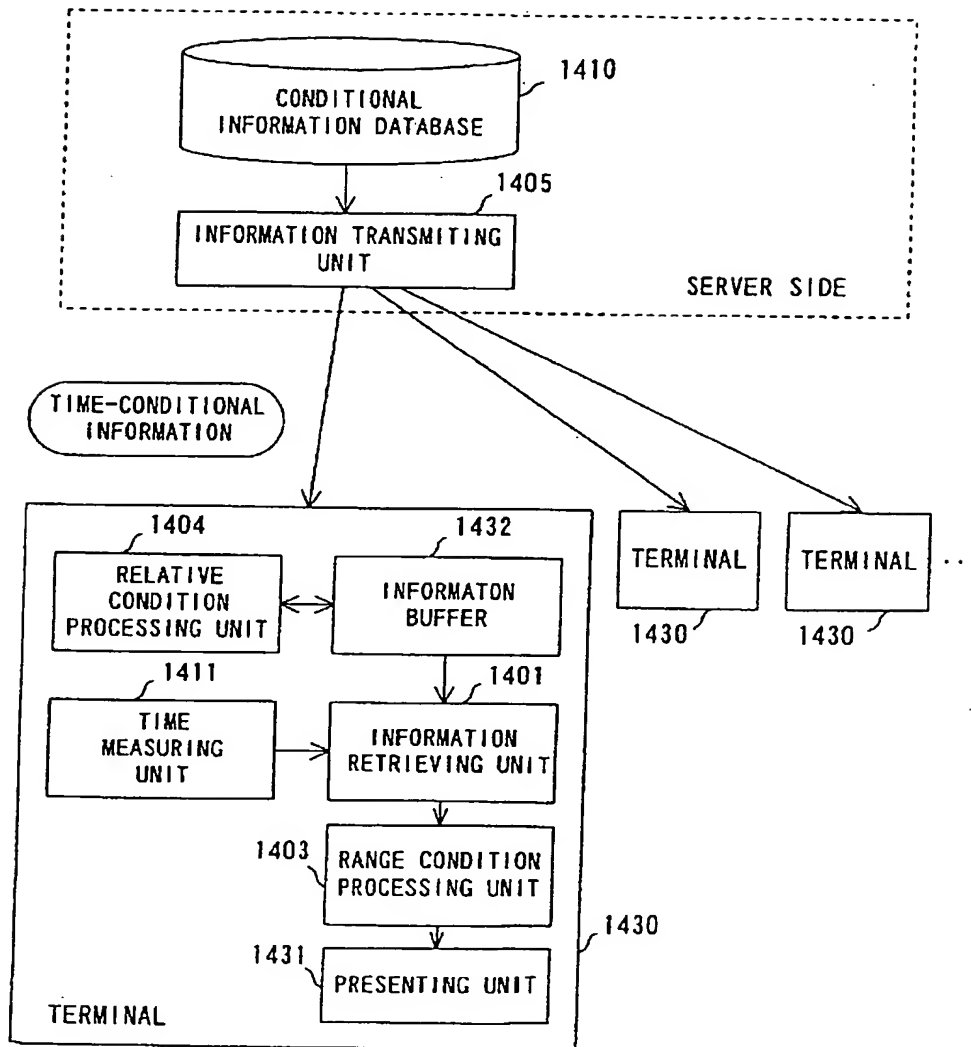 1410
CONDITIONAL
INFORMATION DATABASE
1405
INFORMATION TRANSMITING
UNIT
SERVER SIDE
TIME-CONDITIONAL
INFORMATION
1404
RELATIVE
CONDITION
PROCESSING UNIT
1432
INFORMATON
BUFFER
TERMINAL
1430
TERMINAL
1430
..
1411
TIME
MEASURING
UNIT
1401
INFORMATION
RETRIEVING UNIT
1403
RANGE CONDITION
PROCESSING UNIT
1430
1431
PRESENTING UNIT
TERMINAL